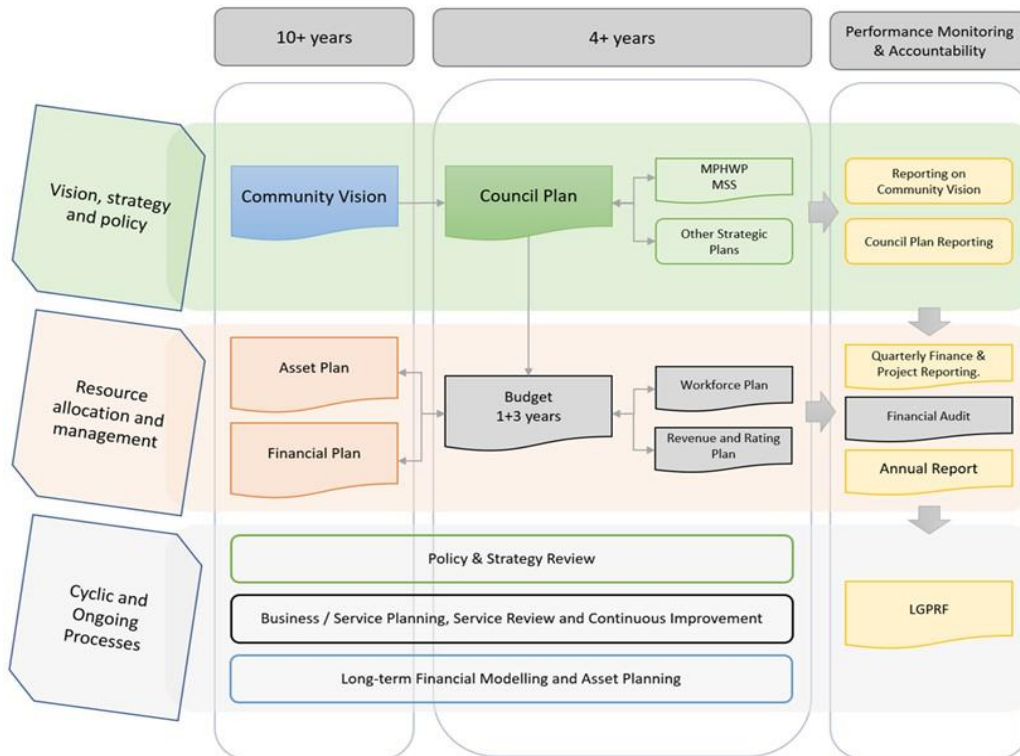 10+ years
4+ years
Performance Monitoring
& Accountability
Vision, strategy
and policy
Community Vision
Council Plan
MPHWP
MSS
Other Strategic
Plans
Reporting on
Community Vision
Council Plan Reporting
Resource
allocation and
management
Asset Plan
Financial Plan
Budget
1+3 years
Workforce Plan
Revenue and Rating
Plan
Quarterly Finance &
Project Reporting.
Financial Audit
Annual Report
Cyclic and
Ongoing
Processes
Policy & Strategy Review
Business / Service Planning, Service Review and Continuous Improvement
Long-term Financial Modelling and Asset Planning
LGPRF